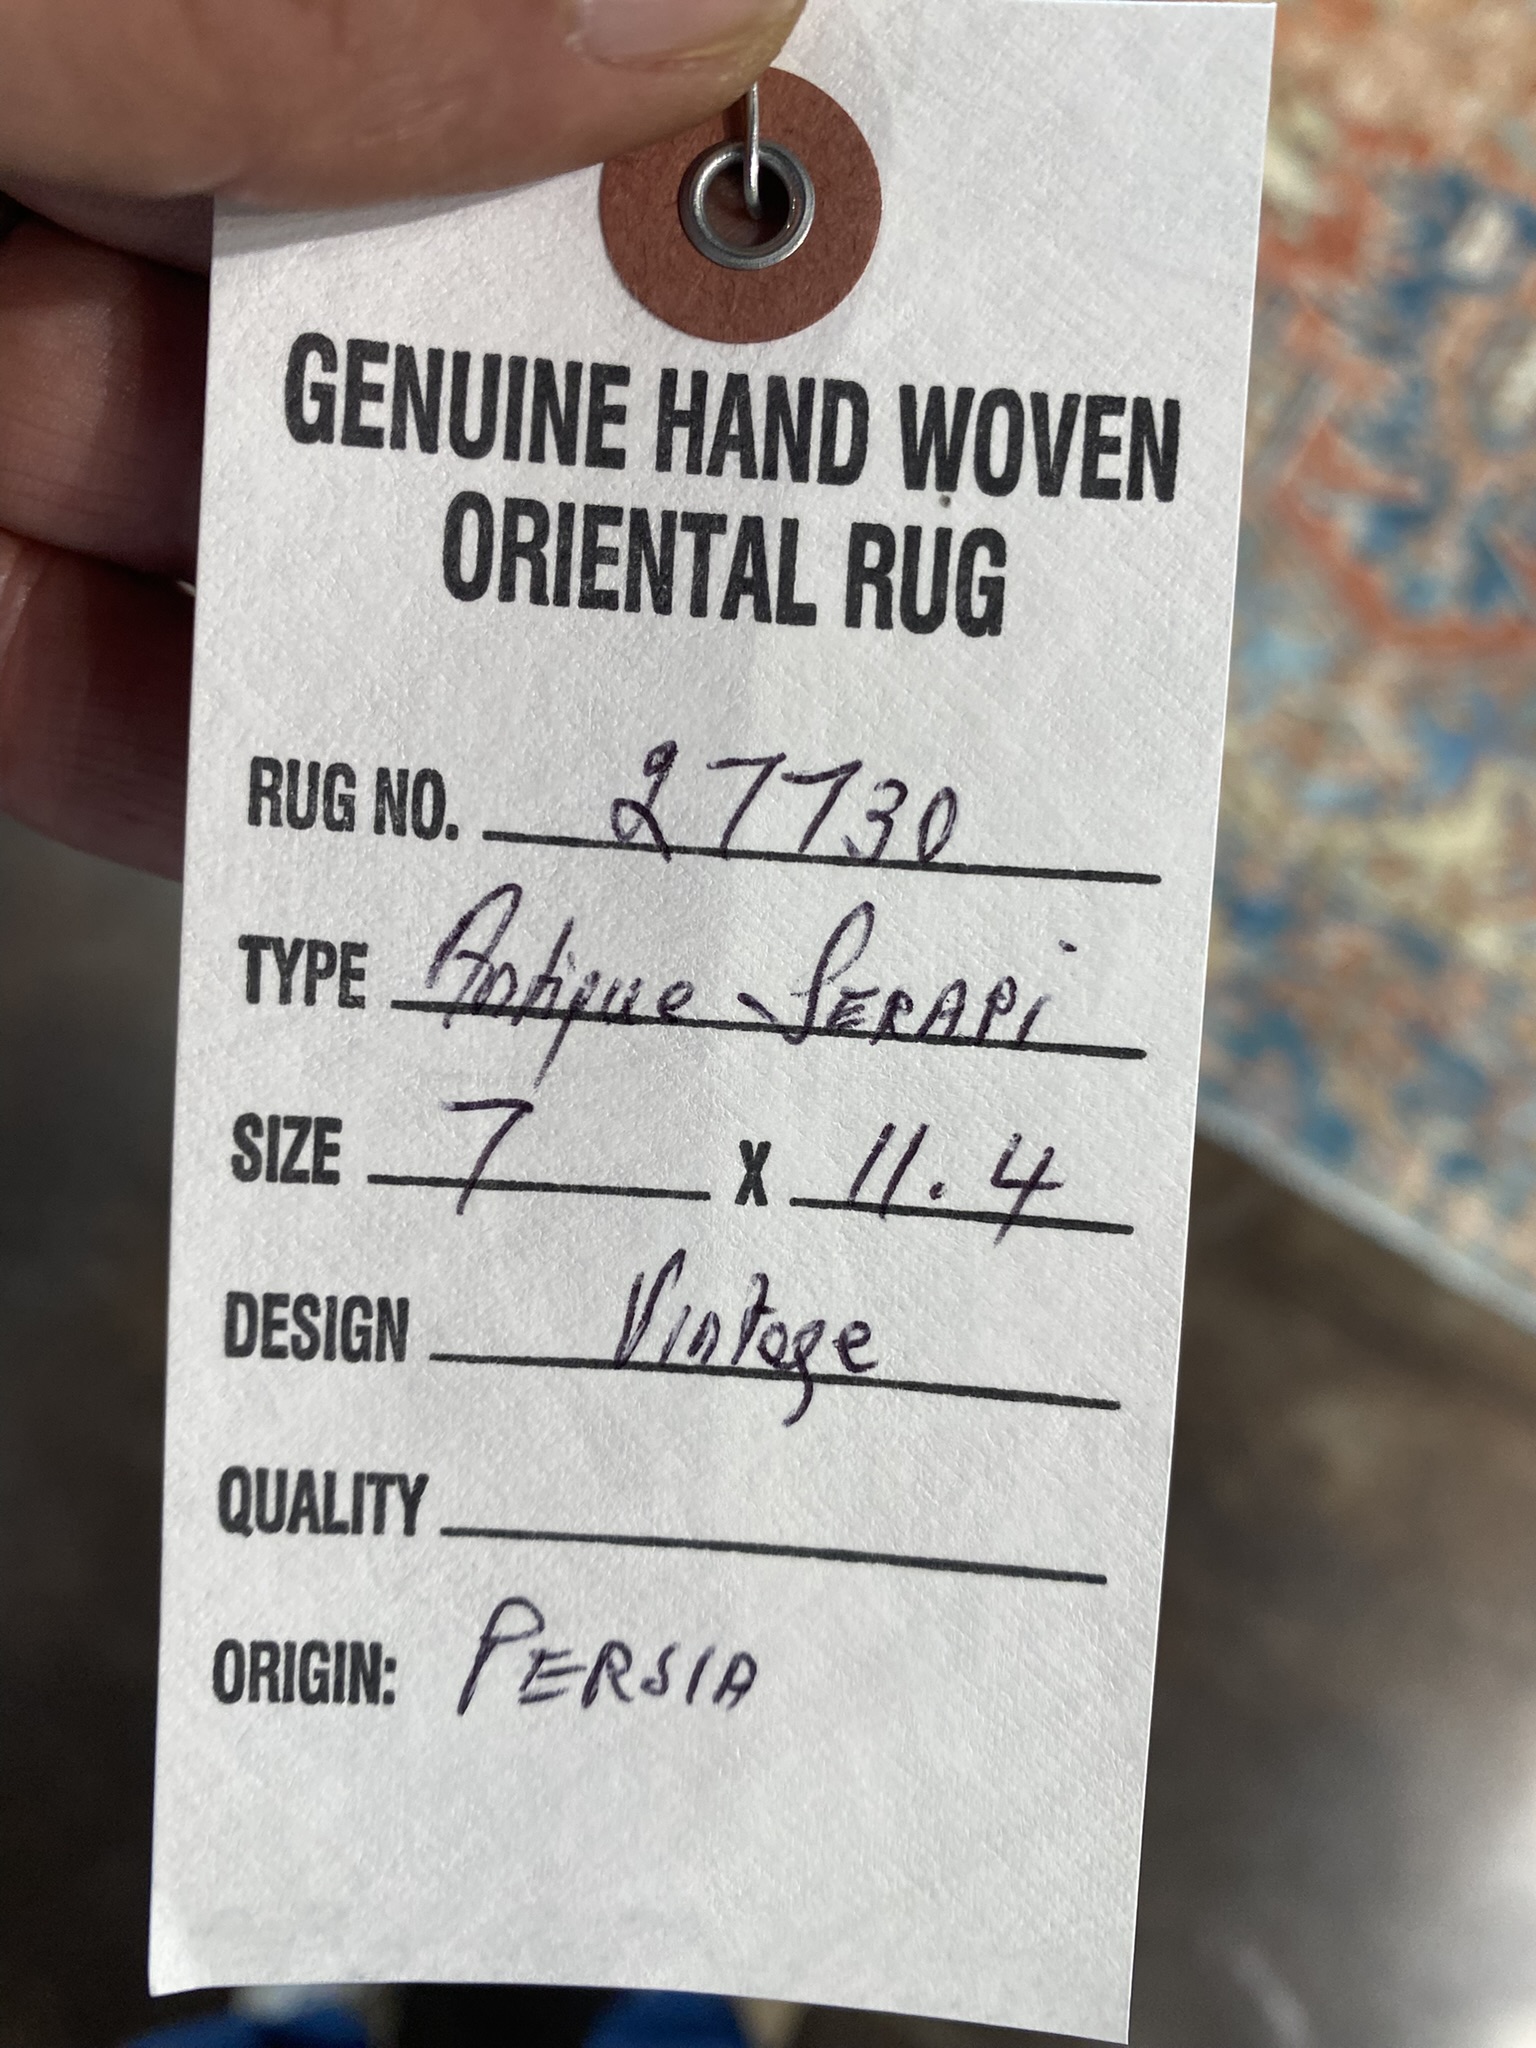 GENUINE HAND WOVEN
ORIENTAL RUG
RUG NO. 27730
TYPE Antique - SERAPi
SIZE 7 X 11.4
DESIGN Vintage
QUALITY
ORIGIN: PERSIA